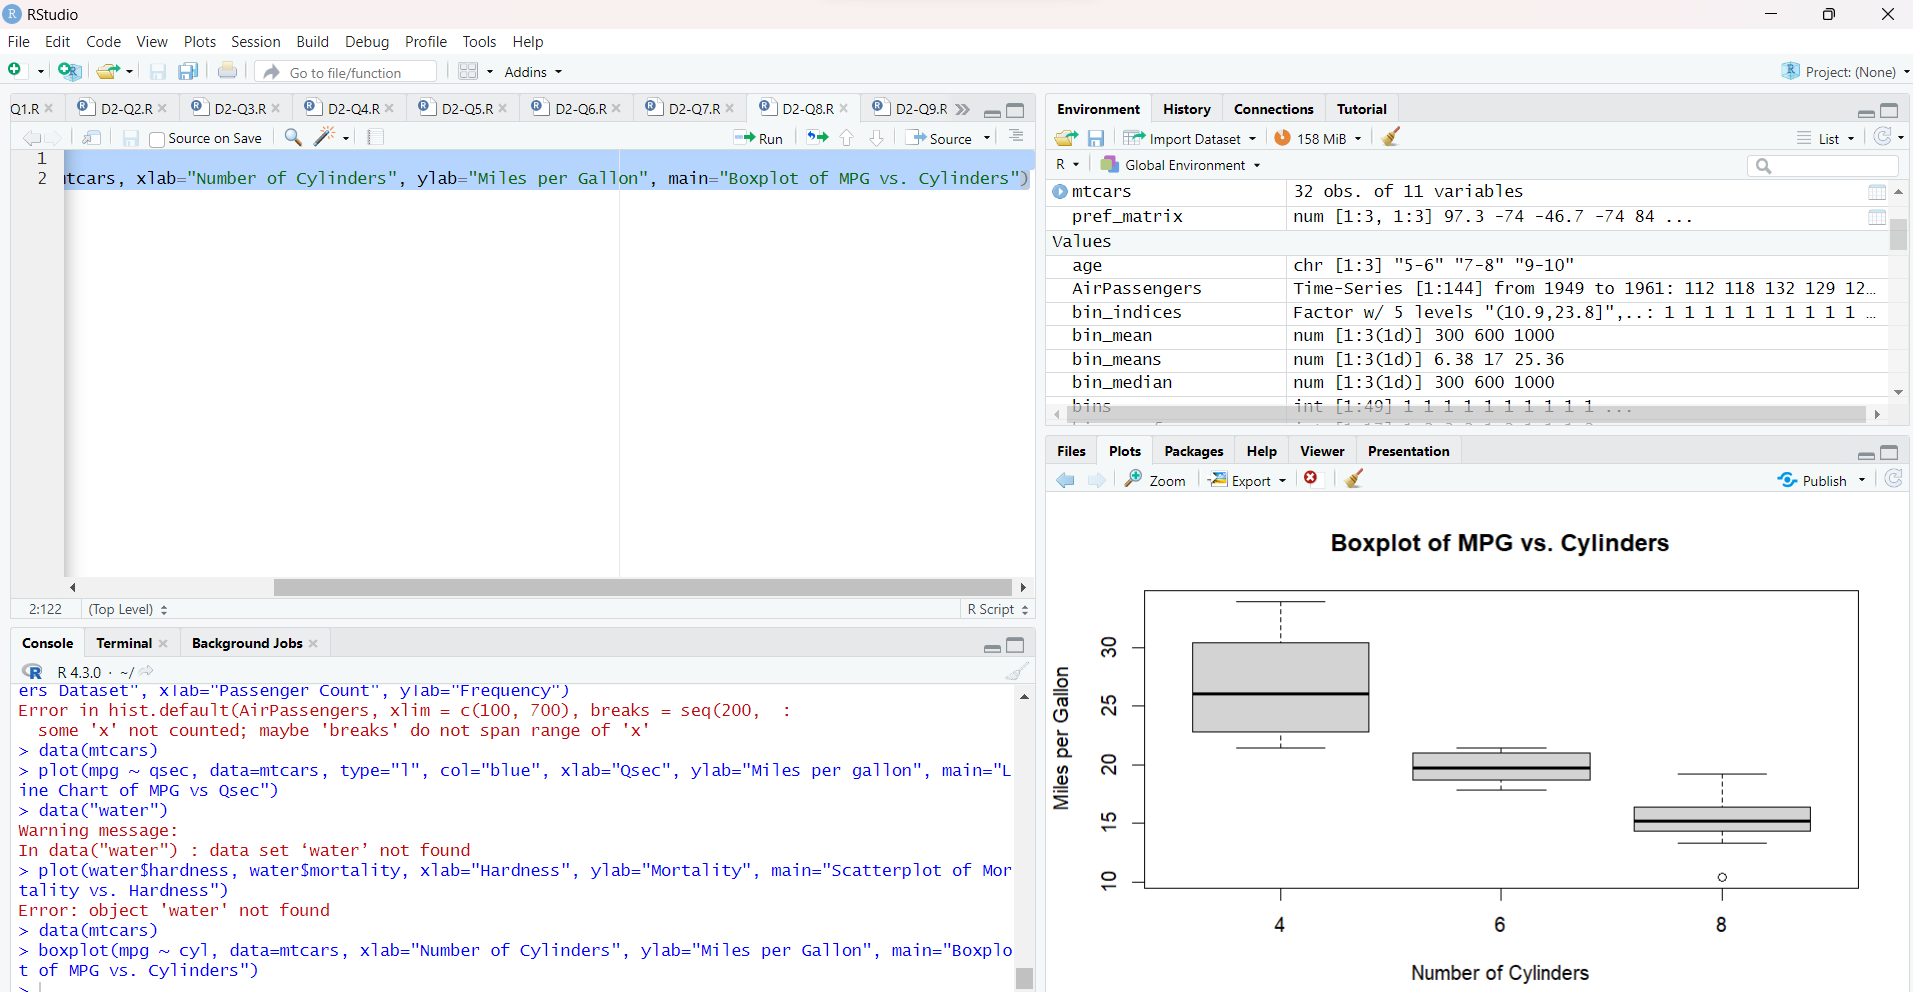 RStudio
File Edit Code View Plots Session Build Debug Profile Tools Help
Go to file/function Addins Project: (None)
Q1.R D2-Q2.R D2-Q3.R D2-Q4.R D2-Q5.R D2-Q6.R D2-Q7.R D2-Q8.R D2-Q9.R
Source on Save Run Source
1
2 mtcars, xlab="Number of Cylinders", ylab="Miles per Gallon", main="Boxplot of MPG vs. Cylinders")
2:122 (Top Level) R Script
Console Terminal Background Jobs
R 4.3.0 · ~/
ers Dataset", xlab="Passenger Count", ylab="Frequency")
Error in hist.default(AirPassengers, xlim = c(100, 700), breaks = seq(200,  :
some 'x' not counted; maybe 'breaks' do not span range of 'x'
> data(mtcars)
> plot(mpg ~ qsec, data=mtcars, type="l", col="blue", xlab="Qsec", ylab="Miles per gallon", main="L
ine Chart of MPG vs Qsec")
> data("water")
Warning message:
In data("water") : data set ‘water’ not found
> plot(water$hardness, water$mortality, xlab="Hardness", ylab="Mortality", main="Scatterplot of Mor
tality vs. Hardness")
Error: object 'water' not found
> data(mtcars)
> boxplot(mpg ~ cyl, data=mtcars, xlab="Number of Cylinders", ylab="Miles per Gallon", main="Boxplo
t of MPG vs. Cylinders")
>
Environment History Connections Tutorial
Import Dataset 158 MiB List
R Global Environment
mtcars 32 obs. of 11 variables
pref_matrix num [1:3, 1:3] 97.3 -74 -46.7 -74 84 ...
Values
age chr [1:3] "5-6" "7-8" "9-10"
AirPassengers Time-Series [1:144] from 1949 to 1961: 112 118 132 129 12…
bin_indices Factor w/ 5 levels "(10.9,23.8]",..: 1 1 1 1 1 1 1 1 1 1 …
bin_mean num [1:3(1d)] 300 600 1000
bin_means num [1:3(1d)] 6.38 17 25.36
bin_median num [1:3(1d)] 300 600 1000
bins int [1:49] 1 1 1 1 1 1 1 1 1 1 ...
Files Plots Packages Help Viewer Presentation
Zoom Export Publish
Boxplot of MPG vs. Cylinders
Miles per Gallon
30
25
20
15
10
4 6 8
Number of Cylinders